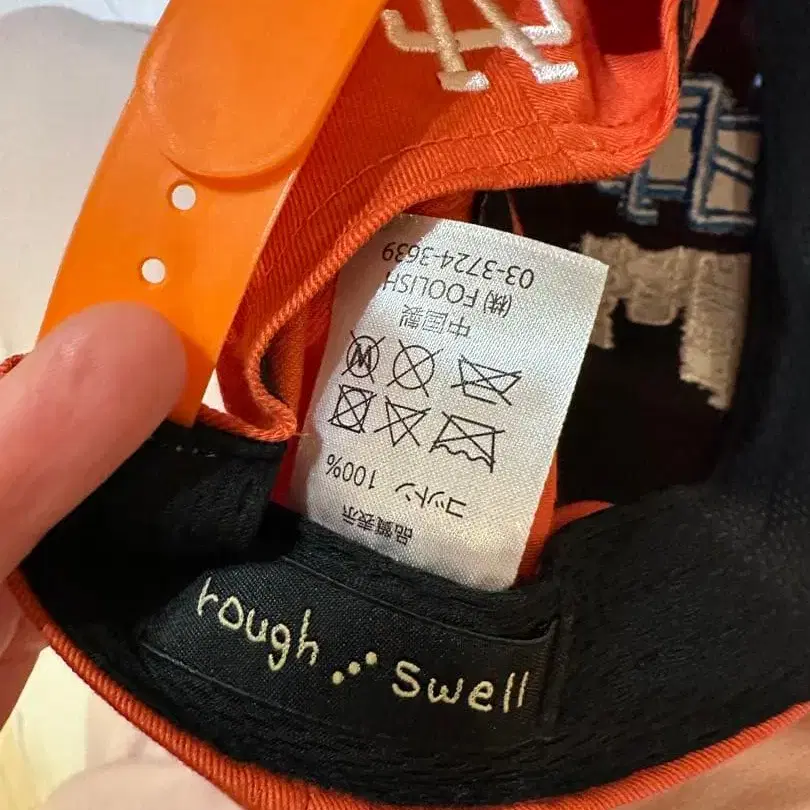 品質表示
コットン 100%
中国製
㈱ FOOLISH
03-3724-3639
rough
Swell